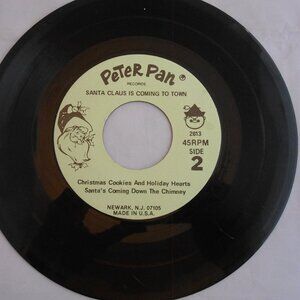 Peter Pan
RECORDS
SANTA CLAUS IS COMING TO TOWN
2613
45RPM
SIDE
2
Christmas Cookies And Holiday Hearts
Santa's Coming Down The Chimney
NEWARK, N.J. 07105
MADE IN U.S.A.